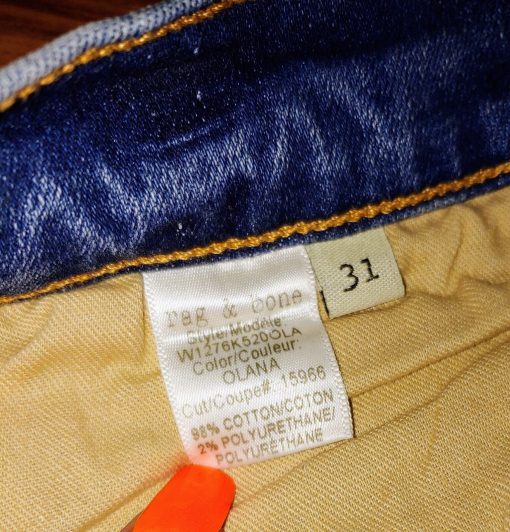 rag & bone
Style/Modèle
W1276K520OLA
Color/Couleur:
OLANA
Cut/Coupe# 15966
98% COTTON/COTON
2% POLYURETHANE/
POLYURÉTHANE
31